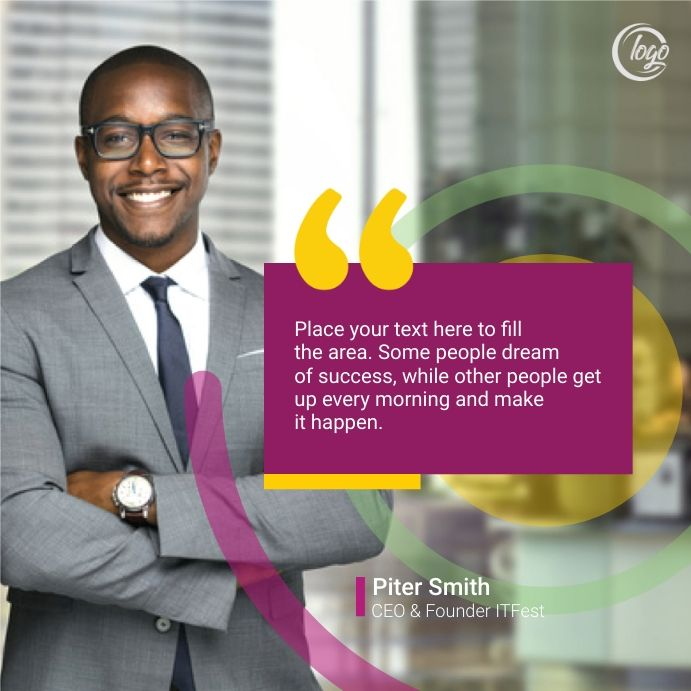 logo
Place your text here to fill
the area. Some people dream
of success, while other people get
up every morning and make
it happen.
Piter Smith
CEO & Founder ITFest